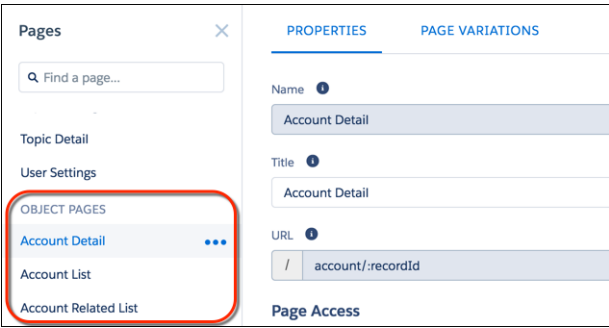 Pages
PROPERTIES
PAGE VARIATIONS
Find a page...
Name
Account Detail
Topic Detail
Title
User Settings
Account Detail
OBJECT PAGES
URL
Account Detail
/ account/:recordId
Account List
Account Related List
Page Access